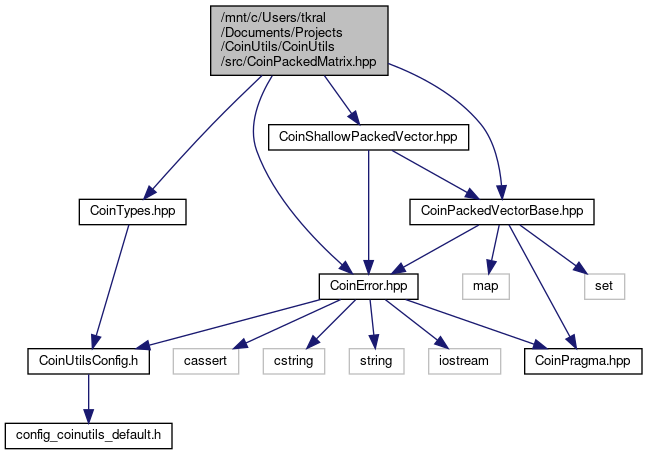 /mnt/c/Users/tkral
/Documents/Projects
/CoinUtils/CoinUtils
/src/CoinPackedMatrix.hpp
CoinShallowPackedVector.hpp
CoinTypes.hpp
CoinPackedVectorBase.hpp
CoinError.hpp
map
set
CoinUtilsConfig.h
cassert
cstring
string
iostream
CoinPragma.hpp
config_coinutils_default.h